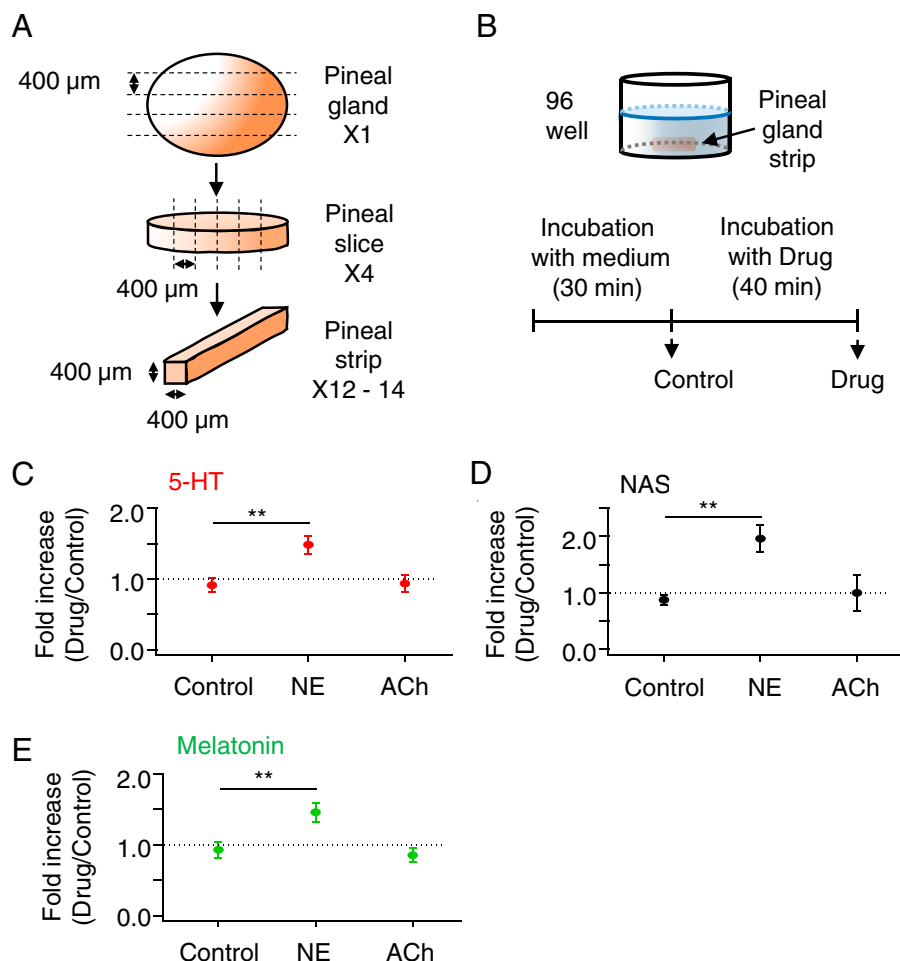 A
400 µm
Pineal
gland
X1
Pineal
slice
X4
400 µm
Pineal
strip
X12 - 14
400 µm
400 µm
B
96
well
Pineal
gland
strip
Incubation
with medium
(30 min)
Incubation
with Drug
(40 min)
Control
Drug
C
5-HT
Fold increase
(Drug/Control)
2.0
1.0
0.0
**
Control
NE
ACh
D
NAS
Fold increase
(Drug/Control)
2.0
1.0
0.0
**
Control
NE
ACh
E
Melatonin
Fold increase
(Drug/Control)
2.0
1.0
0.0
**
Control
NE
ACh